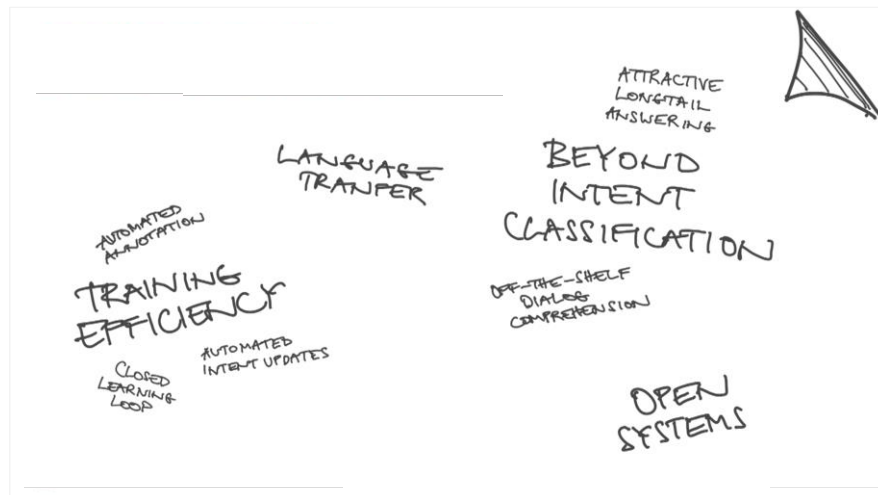 ATTRACTIVE
LONGTAIL
ANSWERING
BEYOND
INTENT
CLASSIFICATION
OFF-THE-SHELF
DIALOG
COMPREHENSION
LANGUAGE
TRANFER
AUTOMATED
ANNOTATION
TRAINING
EFFICIENCY
AUTOMATED
INTENT UPDATES
CLOSED
LEARNING
LOOP
OPEN
SYSTEMS